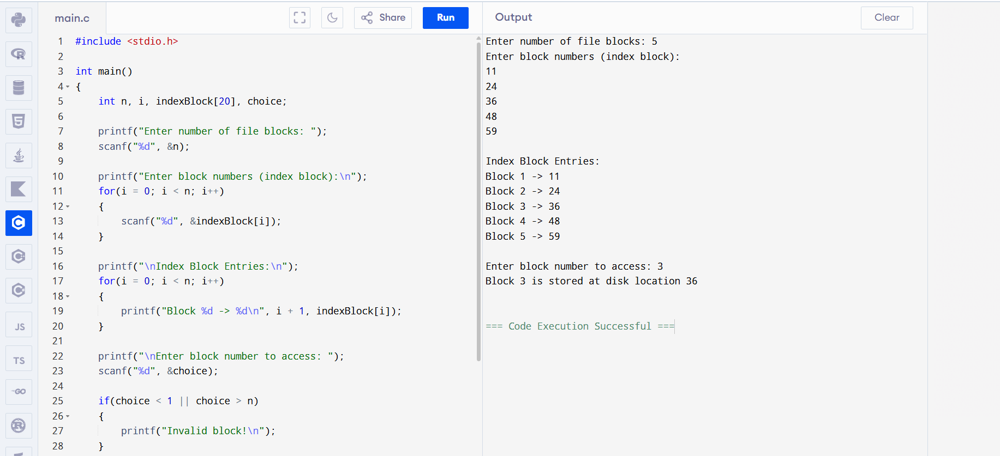 main.c
Share
Run
Output
Clear
R
5
C
C
C
JS
TS
GO
R
1 #include <stdio.h>
2
3 int main()
4 {
5 int n, i, indexBlock[20], choice;
6
7 printf("Enter number of file blocks: ");
8 scanf("%d", &n);
9
10 printf("Enter block numbers (index block):\n");
11 for(i = 0; i < n; i++)
12 {
13 scanf("%d", &indexBlock[i]);
14 }
15
16 printf("\nIndex Block Entries:\n");
17 for(i = 0; i < n; i++)
18 {
19 printf("Block %d -> %d\n", i + 1, indexBlock[i]);
20 }
21
22 printf("\nEnter block number to access: ");
23 scanf("%d", &choice);
24
25 if(choice < 1 || choice > n)
26 {
27 printf("Invalid block!\n");
28 }
Enter number of file blocks: 5
Enter block numbers (index block):
11
24
36
48
59
Index Block Entries:
Block 1 -> 11
Block 2 -> 24
Block 3 -> 36
Block 4 -> 48
Block 5 -> 59
Enter block number to access: 3
Block 3 is stored at disk location 36
=== Code Execution Successful ===